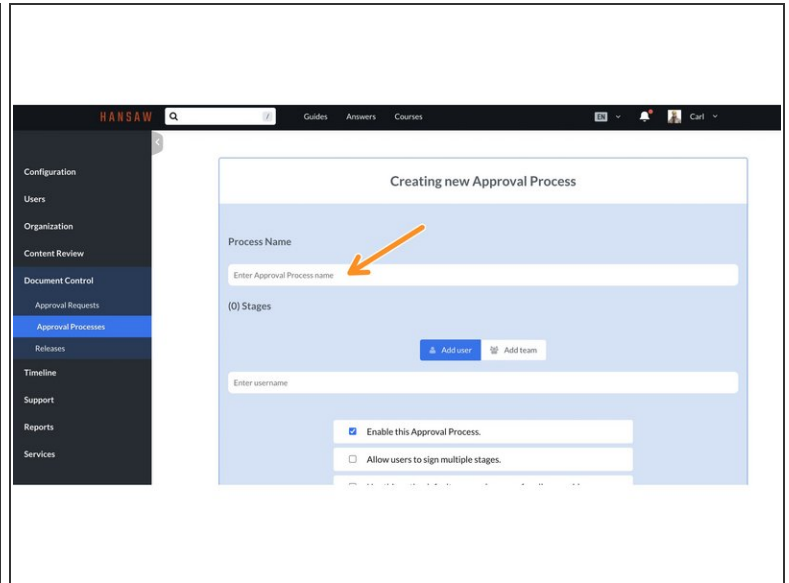 HANSAW / Guides Answers Courses EN Carl
Configuration
Users
Organization
Content Review
Document Control
Approval Requests
Approval Processes
Releases
Timeline
Support
Reports
Services
Creating new Approval Process
Process Name
Enter Approval Process name
(0) Stages
Add user Add team
Enter username
Enable this Approval Process.
Allow users to sign multiple stages.